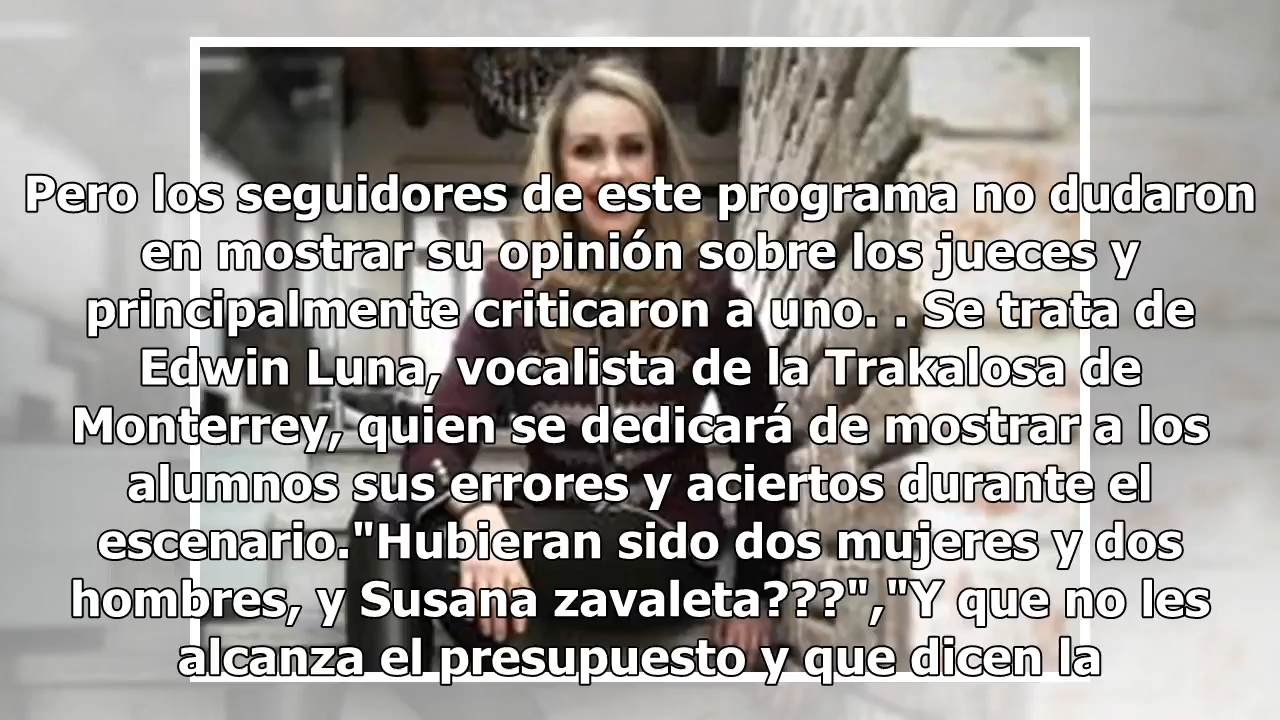 Pero los seguidores de este programa no dudaron
en mostrar su opinión sobre los jueces y
principalmente criticaron a uno. . Se trata de
Edwin Luna, vocalista de la Trakalosa de
Monterrey, quien se dedicará de mostrar a los
alumnos sus errores y aciertos durante el
escenario."Hubieran sido dos mujeres y dos
hombres, y Susana zavaleta???","Y que no les
alcanza el presupuesto y que dicen la